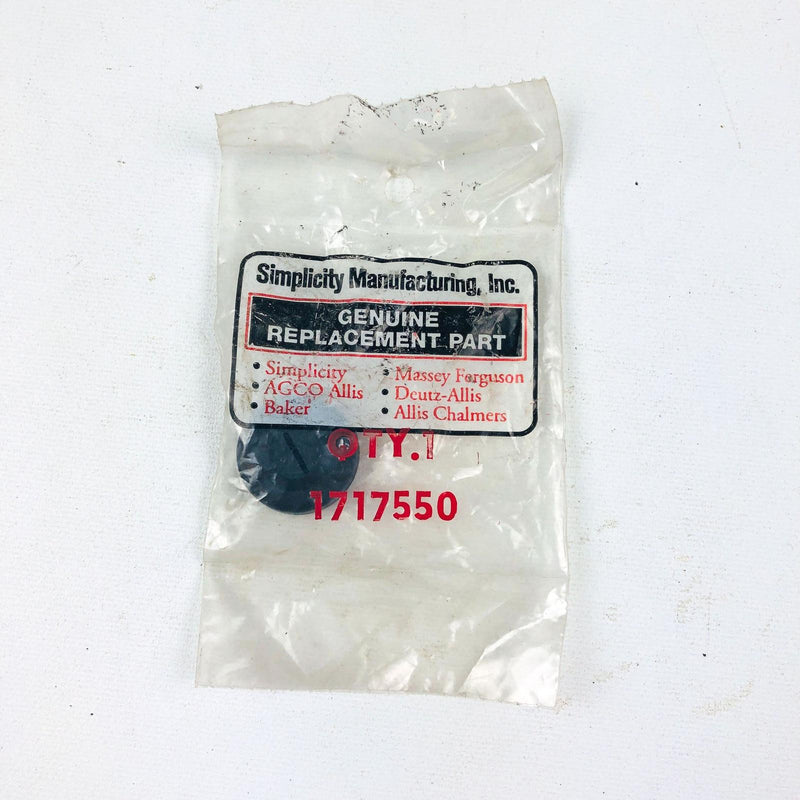 Simplicity Manufacturing, Inc.
GENUINE
REPLACEMENT PART
• Simplicity
• AGCO Allis
• Baker
• Massey Ferguson
• Deutz-Allis
• Allis Chalmers
QTY.1
1717550